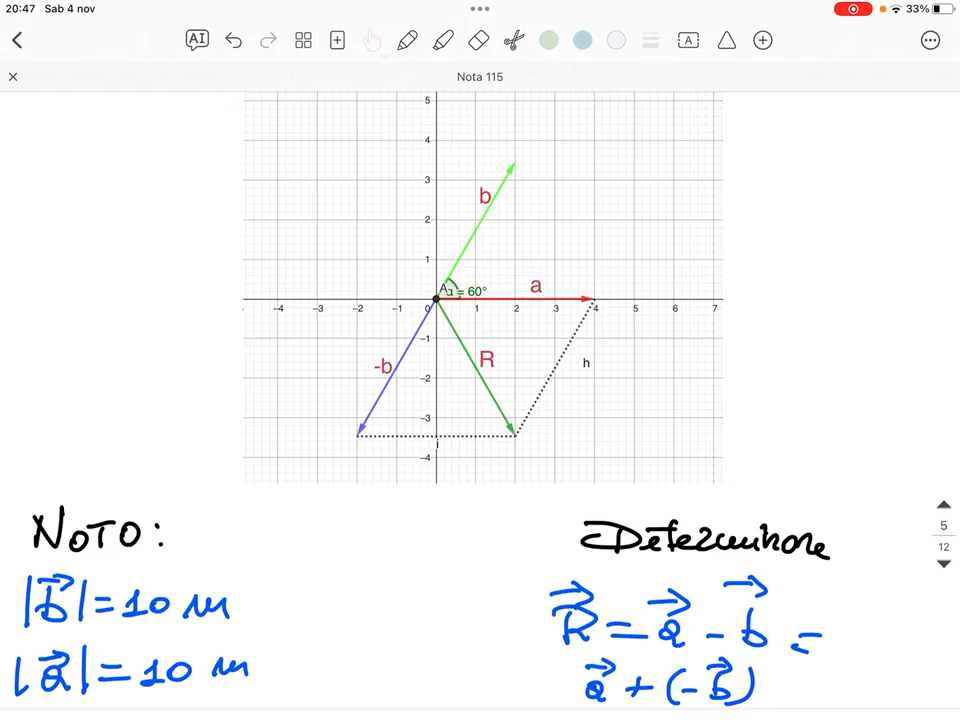 20:47 Sab 4 nov
33%
AI
A
Nota 115
5
4
3
b
2
1
A
α = 60°
a
-4 -3 -2 -1 0 1 2 3 4 5 6 7
-1
-b
R
h
-2
-3
i
-4
NOTO:
Determinare
5
12
|b⃗| = 10 m
R⃗ = a⃗ - b⃗ =
|a⃗| = 10 m
a⃗ + (-b⃗)